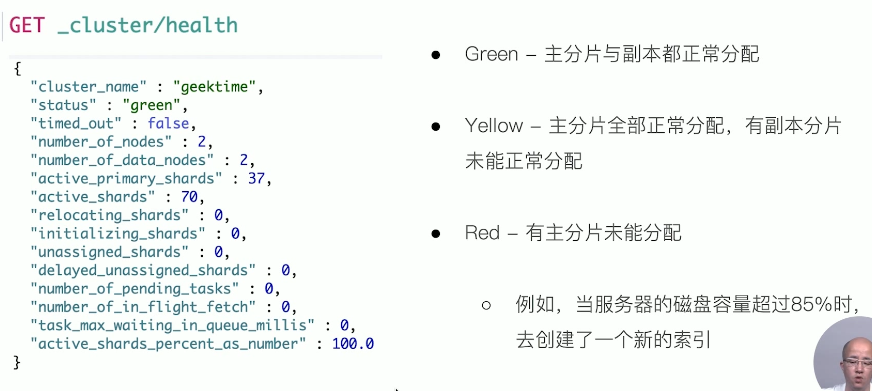 GET _cluster/health
{
"cluster_name" : "geektime",
"status" : "green",
"timed_out" : false,
"number_of_nodes" : 2,
"number_of_data_nodes" : 2,
"active_primary_shards" : 37,
"active_shards" : 70,
"relocating_shards" : 0,
"initializing_shards" : 0,
"unassigned_shards" : 0,
"delayed_unassigned_shards" : 0,
"number_of_pending_tasks" : 0,
"number_of_in_flight_fetch" : 0,
"task_max_waiting_in_queue_millis" : 0,
"active_shards_percent_as_number" : 100.0
}
● Green – 主分片与副本都正常分配
● Yellow – 主分片全部正常分配，有副本分片
未能正常分配
● Red – 有主分片未能分配
○ 例如，当服务器的磁盘容量超过85%时，
去创建了一个新的索引